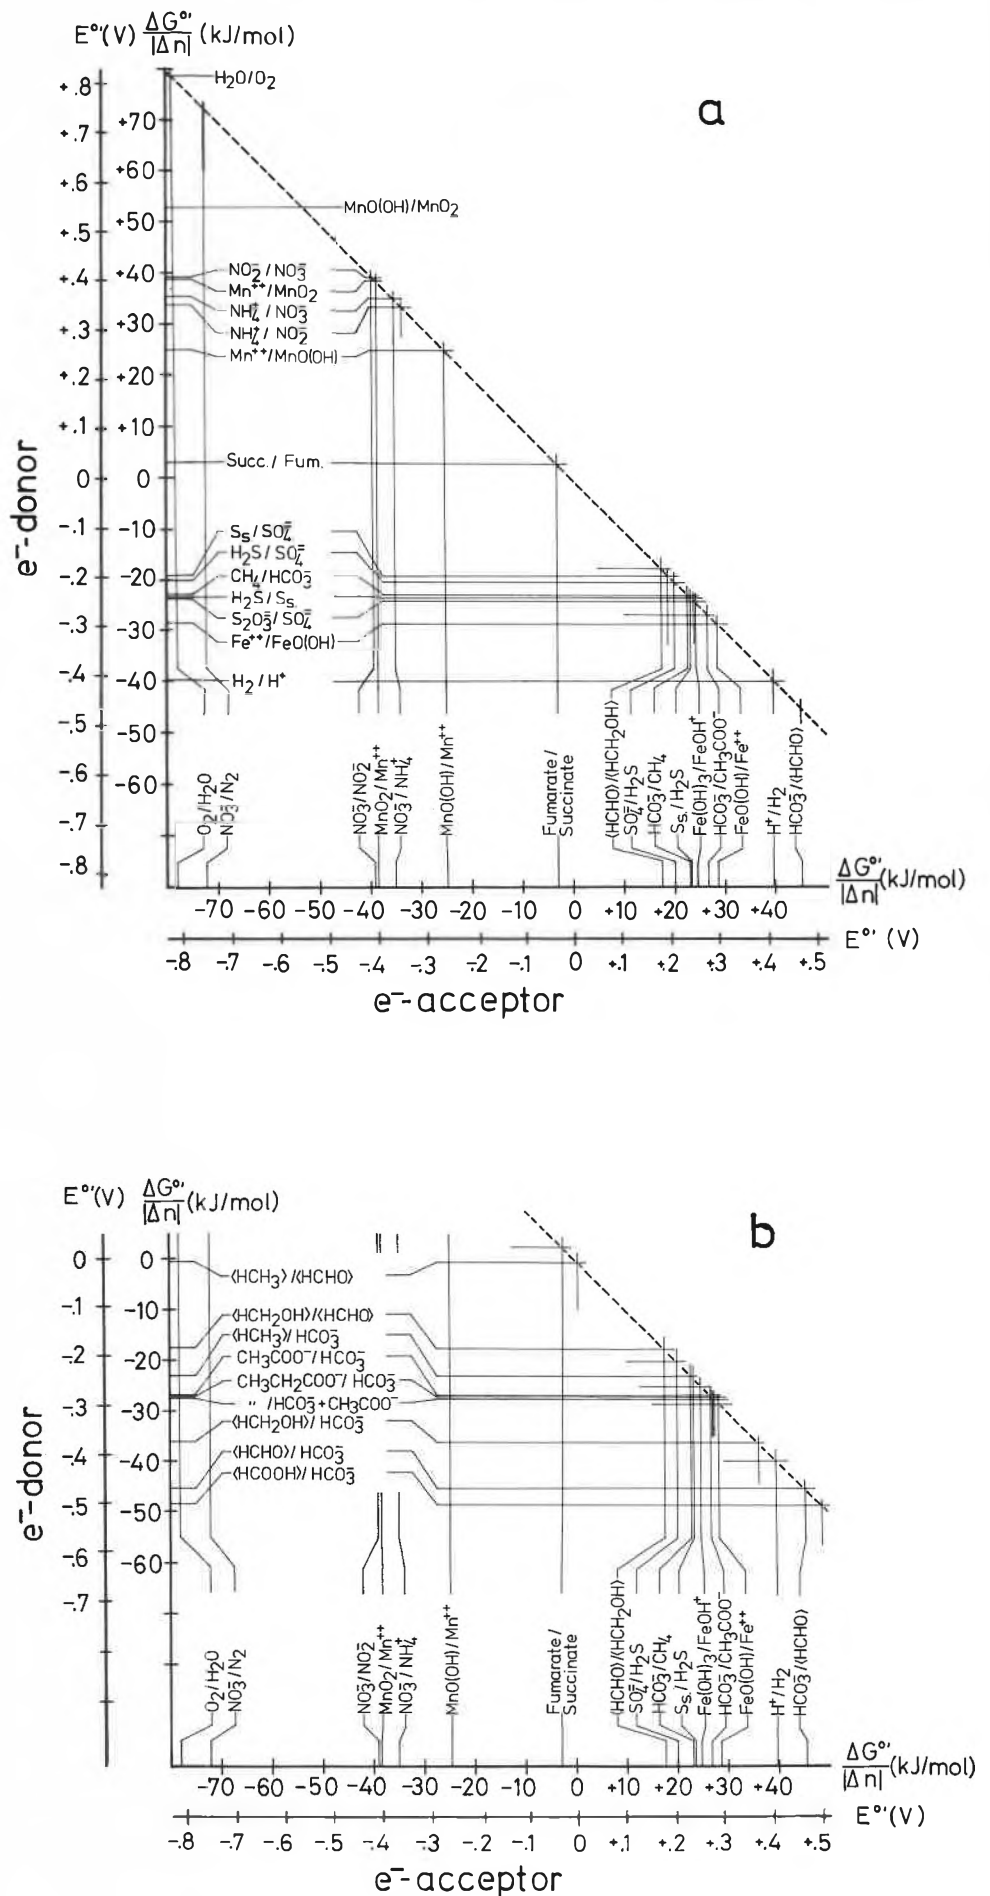 a
E°'(V) ΔG°'/|Δn| (kJ/mol)
+.8
+.7
+.6
+.5
+.4
+.3
+.2
+.1
0
-.1
-.2
-.3
-.4
-.5
-.6
-.7
-.8
+70
+60
+50
+40
+30
+20
+10
0
-10
-20
-30
-40
-50
-60
e⁻-donor
H₂O/O₂
MnO(OH)/MnO₂
NO₂⁻/NO₃⁻
Mn⁺⁺/MnO₂
NH₄⁺/NO₃⁻
NH₄⁺/NO₂⁻
Mn⁺⁺/MnO(OH)
Succ./Fum.
Sₛ/SO₄⁼
H₂S/SO₄⁼
CH₄/HCO₃⁻
H₂S/Sₛ.
S₂O₃⁼/SO₄⁼
Fe⁺⁺/FeO(OH)
H₂/H⁺
O₂/H₂O
NO₃⁻/N₂
NO₃⁻/NO₂⁻
MnO₂/Mn⁺⁺
NO₃⁻/NH₄⁺
MnO(OH)/Mn⁺⁺
Fumarate/
Succinate
⟨HCHO⟩/⟨HCH₂OH⟩
SO₄⁼/H₂S
HCO₃⁻/CH₄
Sₛ./H₂S
Fe(OH)₃/FeOH⁺
HCO₃⁻/CH₃COO⁻
FeO(OH)/Fe⁺⁺
H⁺/H₂
HCO₃⁻/⟨HCHO⟩
-70 -60 -50 -40 -30 -20 -10 0 +10 +20 +30 +40
ΔG°'/|Δn| (kJ/mol)
E°' (V)
-.8 -.7 -.6 -.5 -.4 -.3 -.2 -.1 0 +.1 +.2 +.3 +.4 +.5
e⁻-acceptor
b
E°'(V) ΔG°'/|Δn| (kJ/mol)
0
-.1
-.2
-.3
-.4
-.5
-.6
-.7
0
-10
-20
-30
-40
-50
-60
e⁻-donor
⟨HCH₃⟩/⟨HCHO⟩
⟨HCH₂OH⟩/⟨HCHO⟩
⟨HCH₃⟩/HCO₃⁻
CH₃COO⁻/HCO₃⁻
CH₃CH₂COO⁻/HCO₃⁻
" /HCO₃⁻+CH₃COO⁻
⟨HCH₂OH⟩/HCO₃⁻
⟨HCHO⟩/HCO₃⁻
⟨HCOOH⟩/HCO₃⁻
O₂/H₂O
NO₃⁻/N₂
NO₃⁻/NO₂⁻
MnO₂/Mn⁺⁺
NO₃⁻/NH₄⁺
MnO(OH)/Mn⁺⁺
Fumarate/
Succinate
⟨HCHO⟩/⟨HCH₂OH⟩
SO₄⁼/H₂S
HCO₃⁻/CH₄
Sₛ./H₂S
Fe(OH)₃/FeOH⁺
HCO₃⁻/CH₃COO⁻
FeO(OH)/Fe⁺⁺
H⁺/H₂
HCO₃⁻/⟨HCHO⟩
-70 -60 -50 -40 -30 -20 -10 0 +10 +20 +30 +40
ΔG°'/|Δn| (kJ/mol)
E°' (V)
-.8 -.7 -.6 -.5 -.4 -.3 -.2 -.1 0 +.1 +.2 +.3 +.4 +.5
e⁻-acceptor